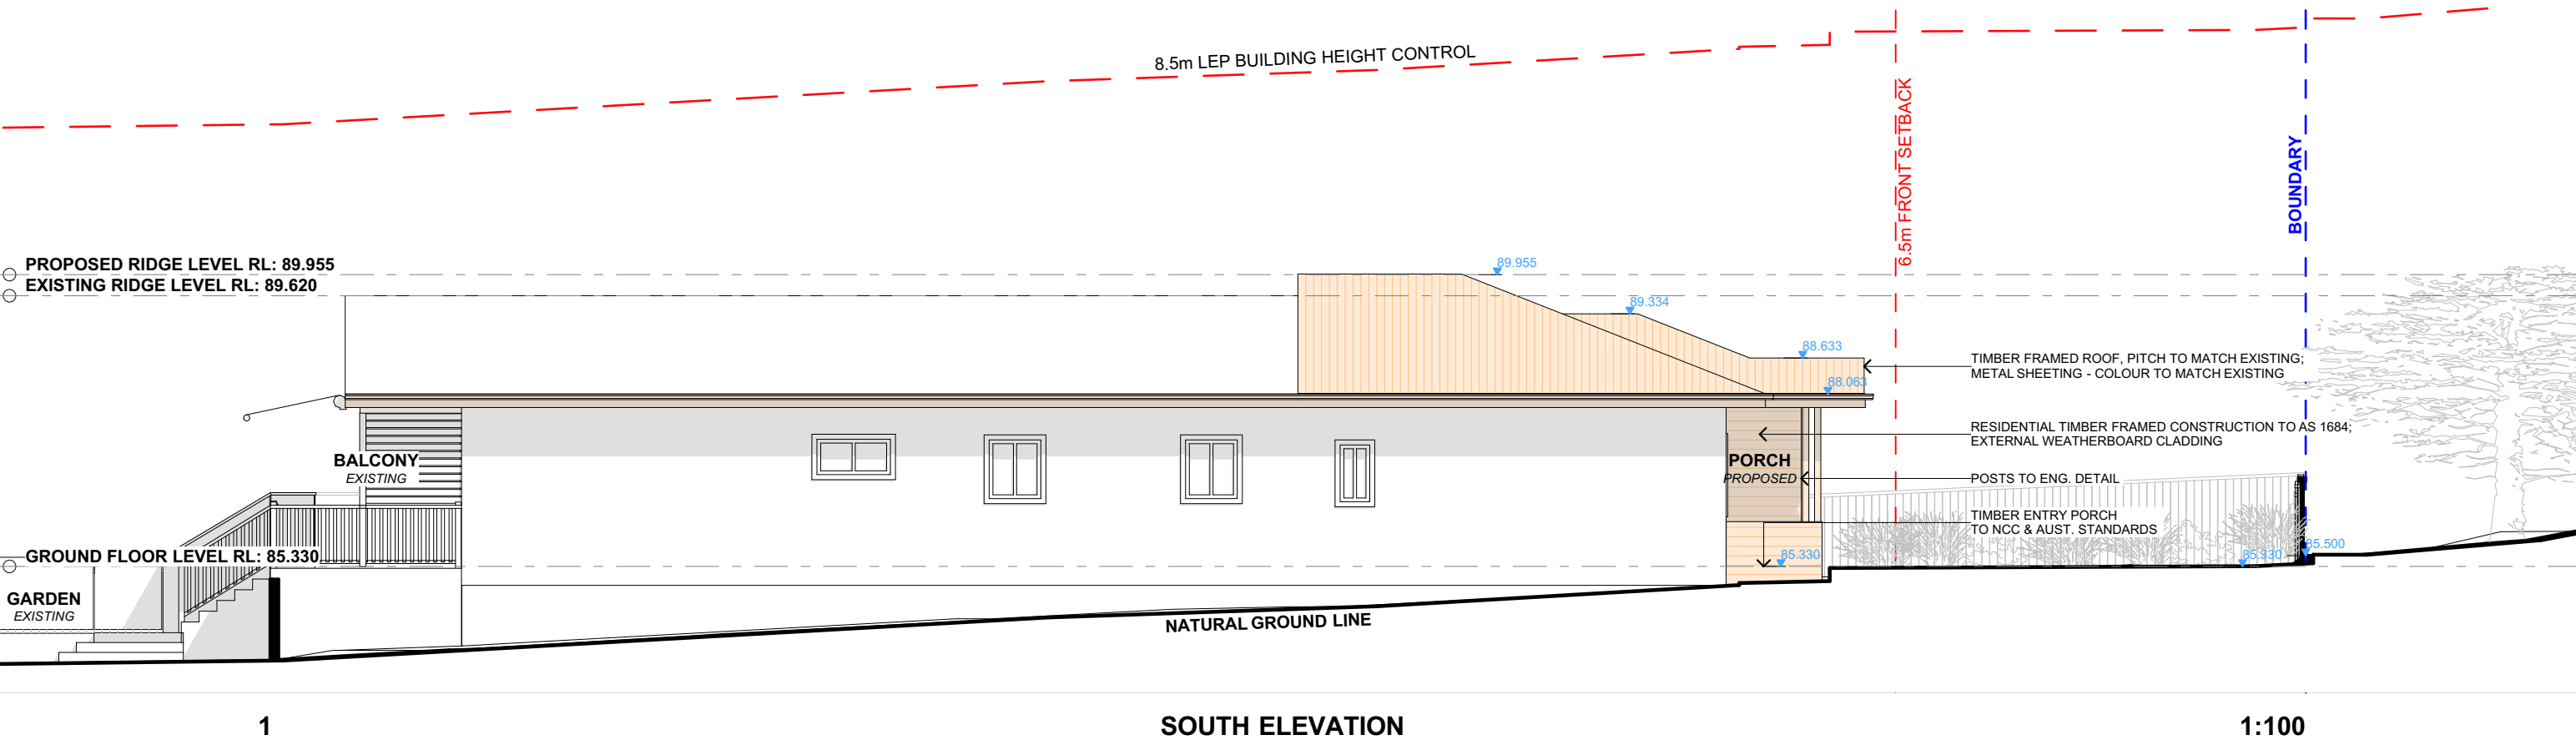 8.5m LEP BUILDING HEIGHT CONTROL
6.5m FRONT SETBACK
BOUNDARY
PROPOSED RIDGE LEVEL RL: 89.955
EXISTING RIDGE LEVEL RL: 89.620
89.955
89.334
88.633
88.063
TIMBER FRAMED ROOF, PITCH TO MATCH EXISTING;
METAL SHEETING - COLOUR TO MATCH EXISTING
RESIDENTIAL TIMBER FRAMED CONSTRUCTION TO AS 1684;
EXTERNAL WEATHERBOARD CLADDING
BALCONY
EXISTING
PORCH
PROPOSED
POSTS TO ENG. DETAIL
TIMBER ENTRY PORCH
TO NCC & AUST. STANDARDS
GROUND FLOOR LEVEL RL: 85.330
85.330
85.330
85.500
GARDEN
EXISTING
NATURAL GROUND LINE
1
SOUTH ELEVATION
1:100